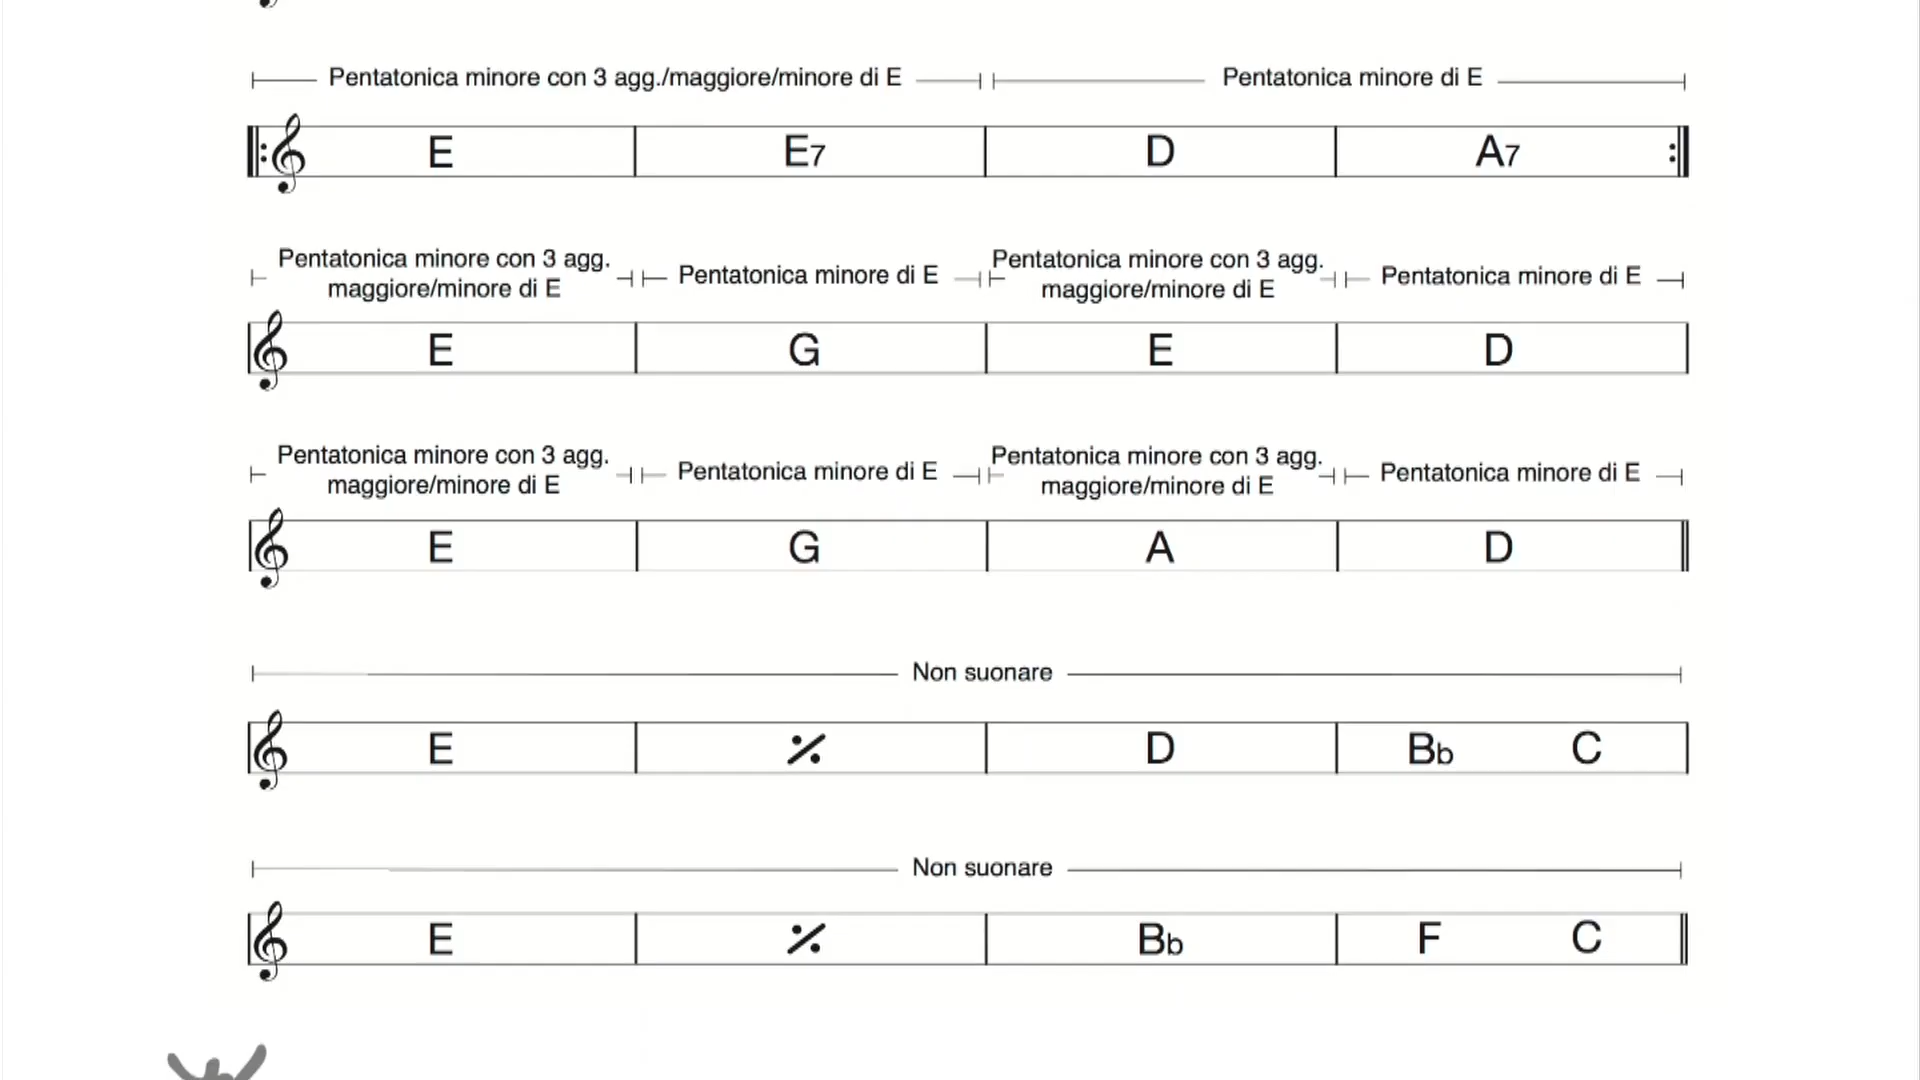 Pentatonica minore con 3 agg./maggiore/minore di E Pentatonica minore di E
E E7 D A7
Pentatonica minore con 3 agg. maggiore/minore di E Pentatonica minore di E Pentatonica minore con 3 agg. maggiore/minore di E Pentatonica minore di E
E G E D
Pentatonica minore con 3 agg. maggiore/minore di E Pentatonica minore di E Pentatonica minore con 3 agg. maggiore/minore di E Pentatonica minore di E
E G A D
Non suonare
E D Bb C
Non suonare
E Bb F C